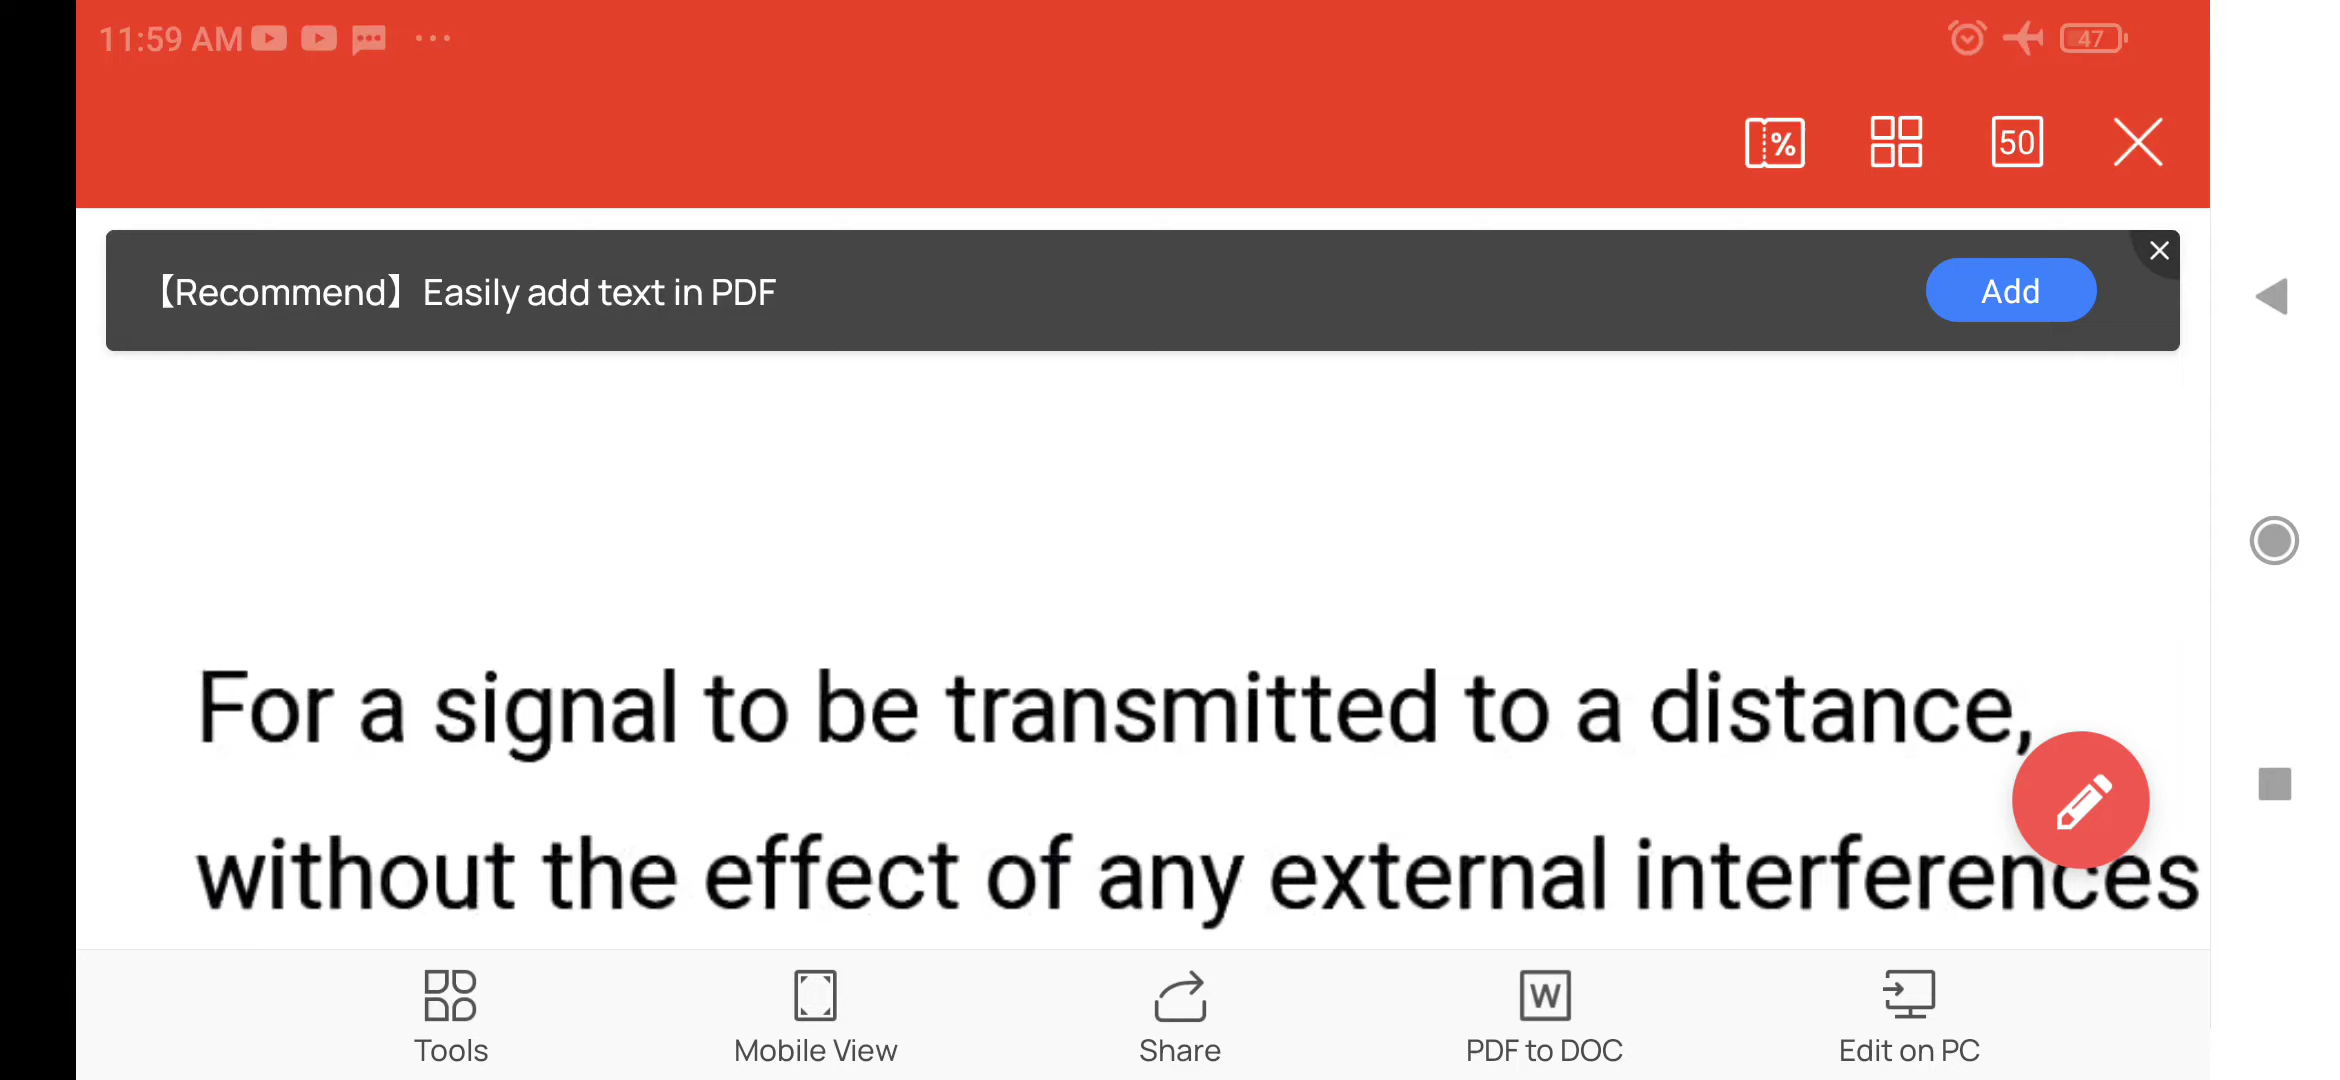 11:59 AM
47
%
50
【Recommend】 Easily add text in PDF
Add
For a signal to be transmitted to a distance,
without the effect of any external interferences
W
Tools
Mobile View
Share
PDF to DOC
Edit on PC